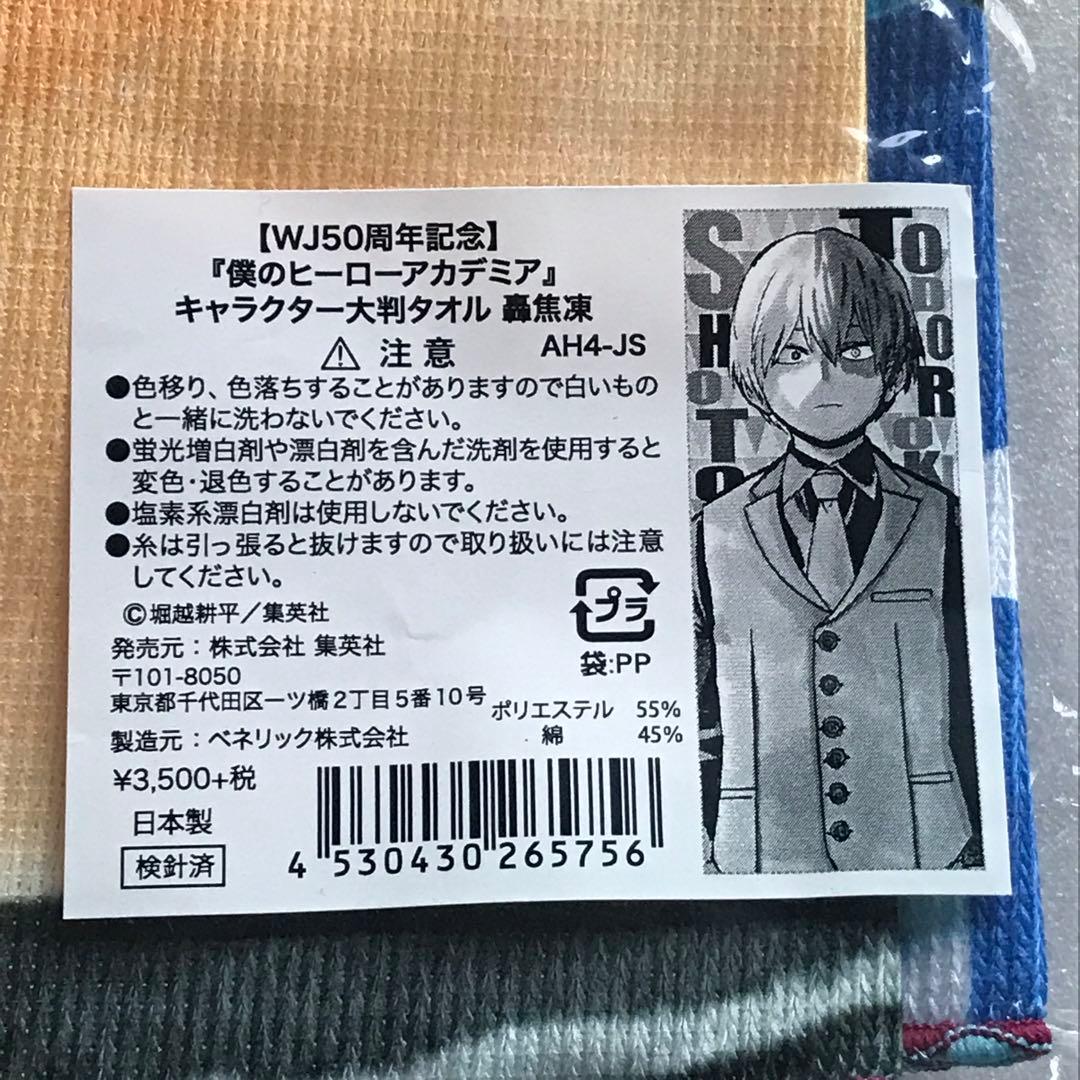 【WJ50周年記念】
『僕のヒーローアカデミア』
キャラクター大判タオル 轟焦凍
⚠ 注意 AH4-JS
●色移り、色落ちすることがありますので白いもの
と一緒に洗わないでください。
●蛍光増白剤や漂白剤を含んだ洗剤を使用すると
変色・退色することがあります。
●塩素系漂白剤は使用しないでください。
●糸は引っ張ると抜けますので取り扱いには注意
してください。
©堀越耕平／集英社
発売元：株式会社 集英社
〒101-8050
東京都千代田区一ツ橋2丁目5番10号
製造元：ベネリック株式会社
¥3,500+税
日本製
検針済
プラ
袋:PP
ポリエステル 55%
綿 45%
4 530430 265756
SHOTO
TODOROKI